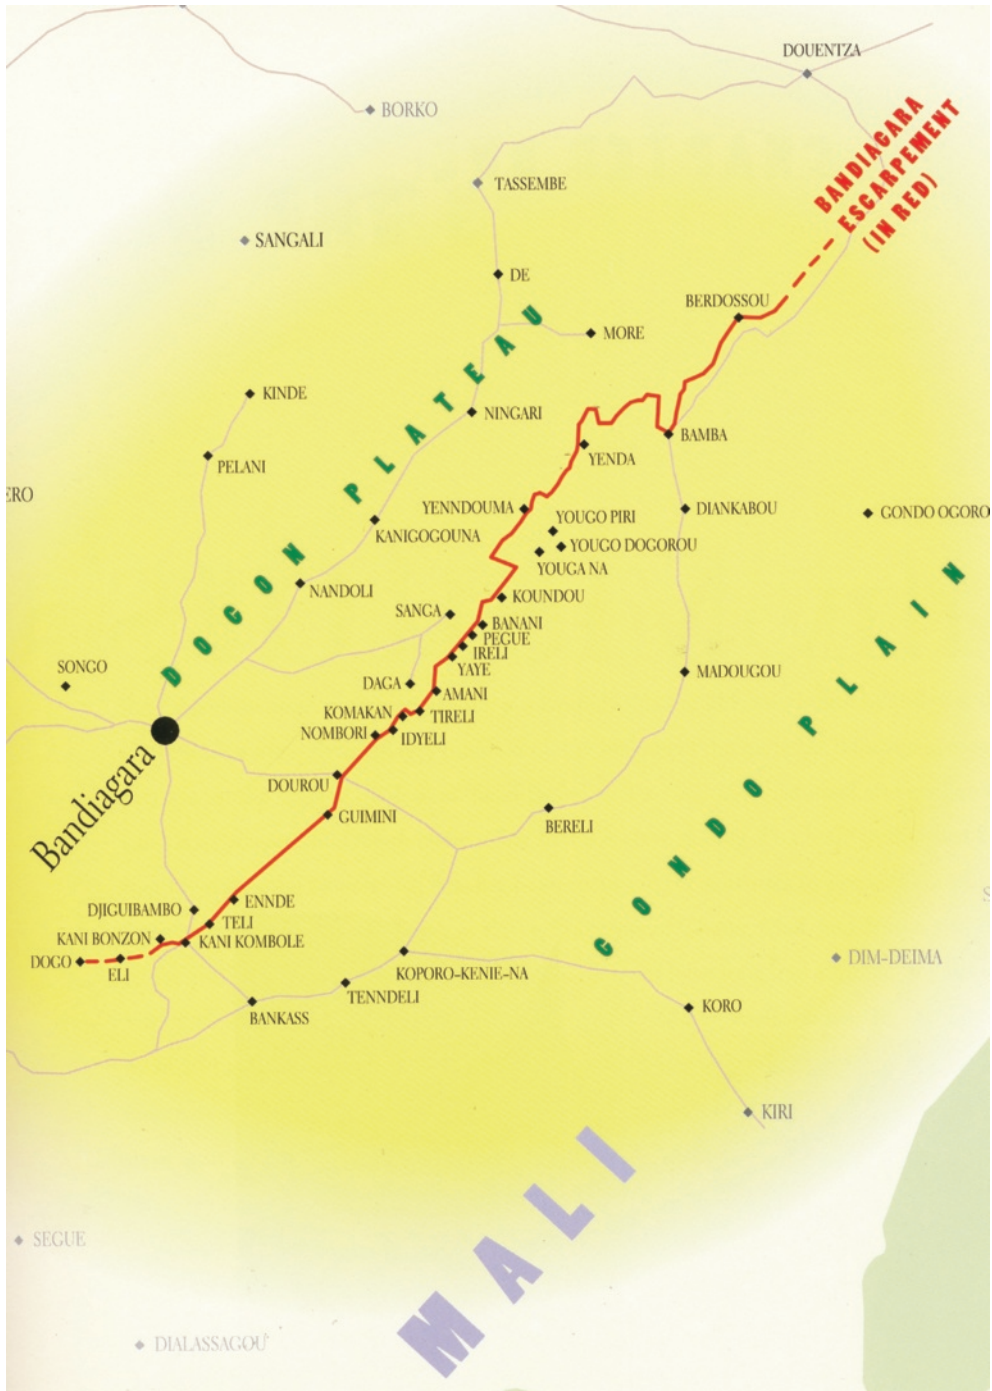 DOUENTZA
BORKO
BANDIAGARA
ESCARPEMENT
(IN RED)
TASSEMBE
SANGALI
DE
BERDOSSOU
MORE
KINDE
DOGON PLATEAU
NINGARI
BAMBA
YENDA
PELANI
ERO
YENNDOUMA
DIANKABOU
GONDO OGORO
YOUGO PIRI
KANIGOGOUNA
YOUGO DOGOROU
YOUGA NA
NANDOLI
KOUNDOU
SANGA
BANANI
PEGUE
IRELI
YAYE
SONGO
MADOUGOU
DAGA
AMANI
KOMAKAN
TIRELI
NOMBORI
IDYELI
Bandiagara
DOUROU
GUIMINI
BERELI
GONDO PLAIN
ENNDE
DJIGUIBAMBO
TELI
KANI BONZON
KANI KOMBOLE
DOGO
ELI
DIM-DEIMA
KOPORO-KENIE-NA
TENNDELI
BANKASS
KORO
KIRI
MALI
SEGUE
DIALASSAGOU